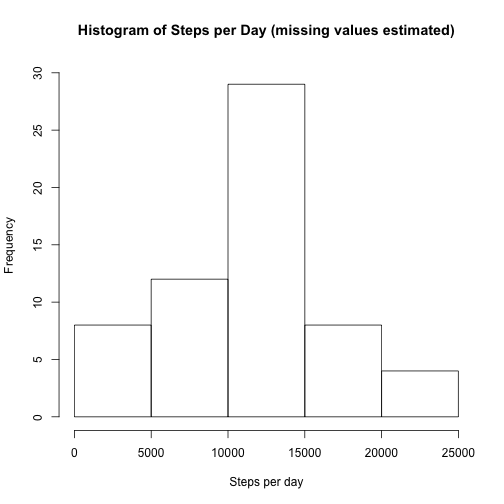 Histogram of Steps per Day (missing values estimated)
Frequency
30
25
20
15
10
5
0
0 5000 10000 15000 20000 25000
Steps per day